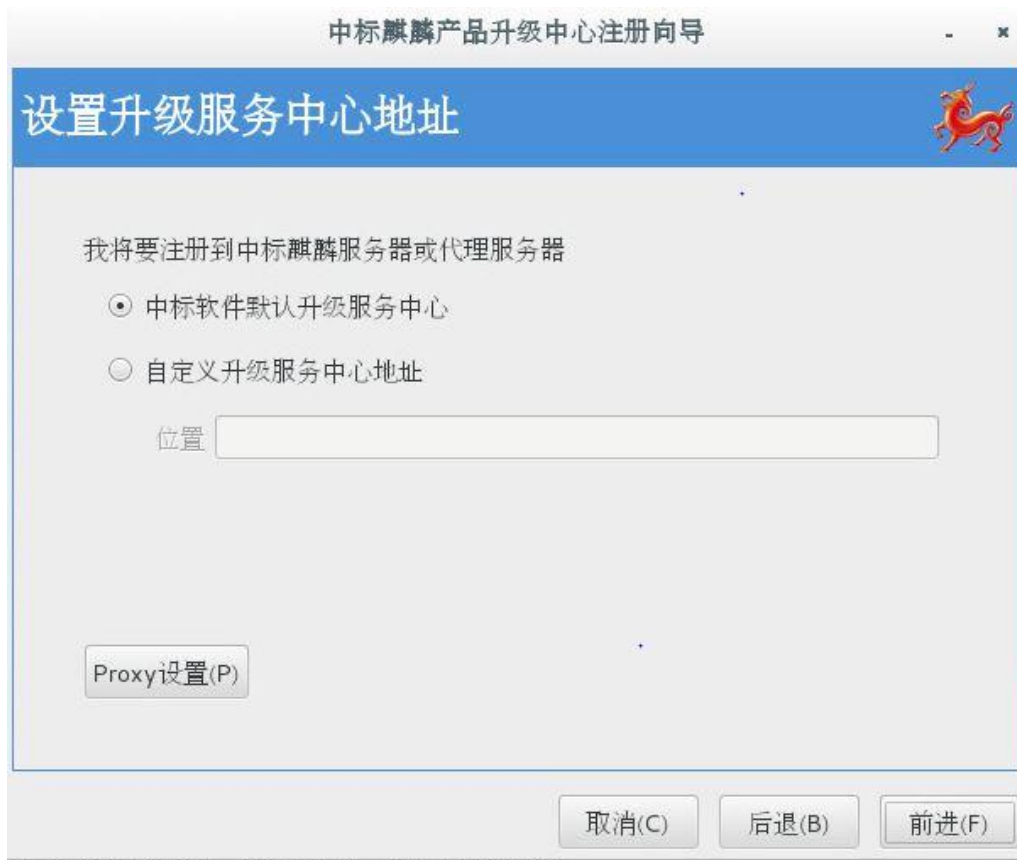 中标麒麟产品升级中心注册向导
设置升级服务中心地址
我将要注册到中标麒麟服务器或代理服务器
中标软件默认升级服务中心
自定义升级服务中心地址
位置
Proxy设置(P)
取消(C) 后退(B) 前进(F)